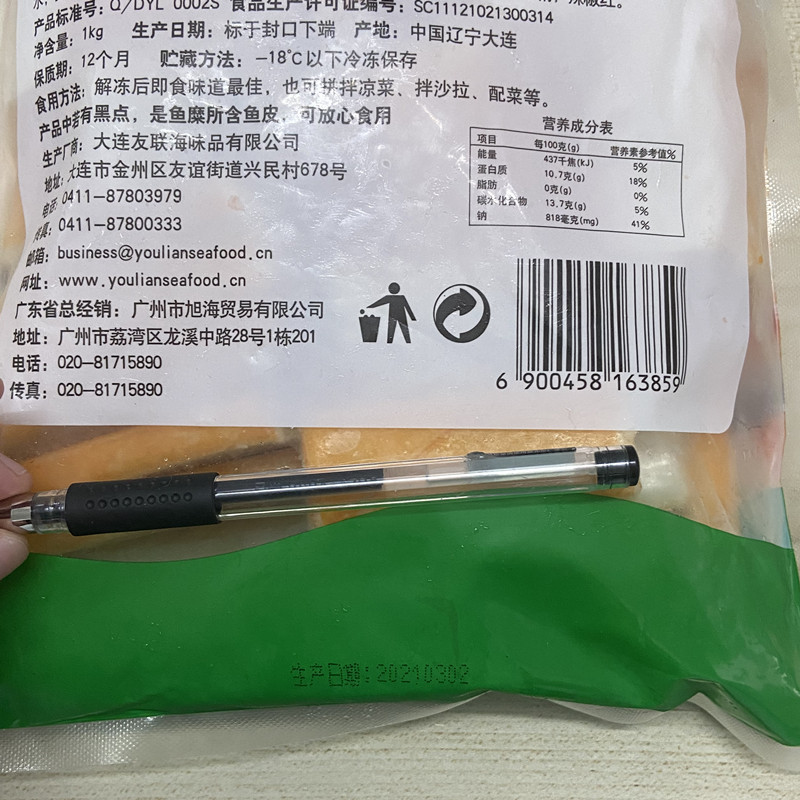 产品标准号: Q/DYL 0002S 食品生产许可证编号: SC11121021300314
净含量: 1kg 生产日期: 标于封口下端 产地: 中国辽宁大连
保质期: 12个月 贮藏方法: -18℃以下冷冻保存
食用方法: 解冻后即食味道最佳, 也可拼拌凉菜、拌沙拉、配菜等。
产品中若有黑点, 是鱼糜所含鱼皮, 可放心食用
生产厂商: 大连友联海味品有限公司
地址: 大连市金州区友谊街道兴民村678号
电话: 0411-87803979
传真: 0411-87800333
邮箱: business@youlianseafood.cn
网址: www.youlianseafood.cn
广东省总经销: 广州市旭海贸易有限公司
地址: 广州市荔湾区龙溪中路28号1栋201
电话: 020-81715890
传真: 020-81715890
营养成分表
项目 每100克(g) 营养素参考值%
能量 437千焦(kJ) 5%
蛋白质 10.7克(g) 18%
脂肪 0克(g) 0%
碳水化合物 13.7克(g) 5%
钠 818毫克(mg) 41%
6 900458 163859
生产日期: 20210302